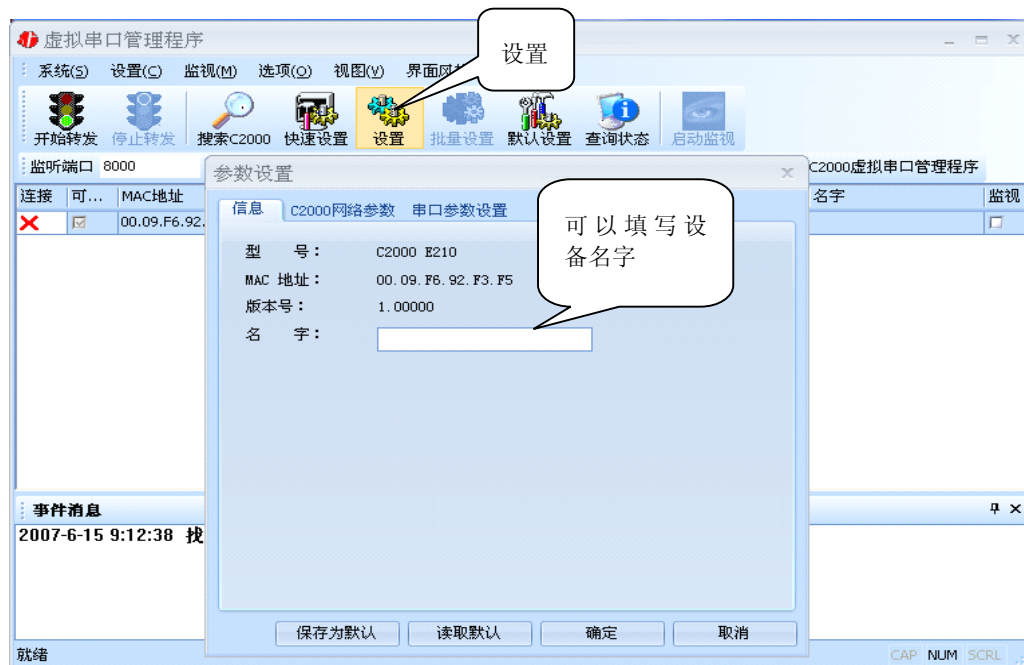 设置
虚拟串口管理程序
系统(S) 设置(C) 监视(M) 选项(O) 视图(V) 界面风
开始转发 停止转发 搜索C2000 快速设置 设置 批量设置 默认设置 查询状态 启动监视
监听端口 8000 C2000虚拟串口管理程序
连接 可... MAC地址 名字 监视
00.09.F6.92.
参数设置
信息 C2000网络参数 串口参数设置
可以填写设
备名字
型 号: C2000 E210
MAC 地址: 00.09.F6.92.F3.F5
版本号: 1.00000
名 字:
保存为默认 读取默认 确定 取消
事件消息
2007-6-15 9:12:38 找
就绪 CAP NUM SCRL